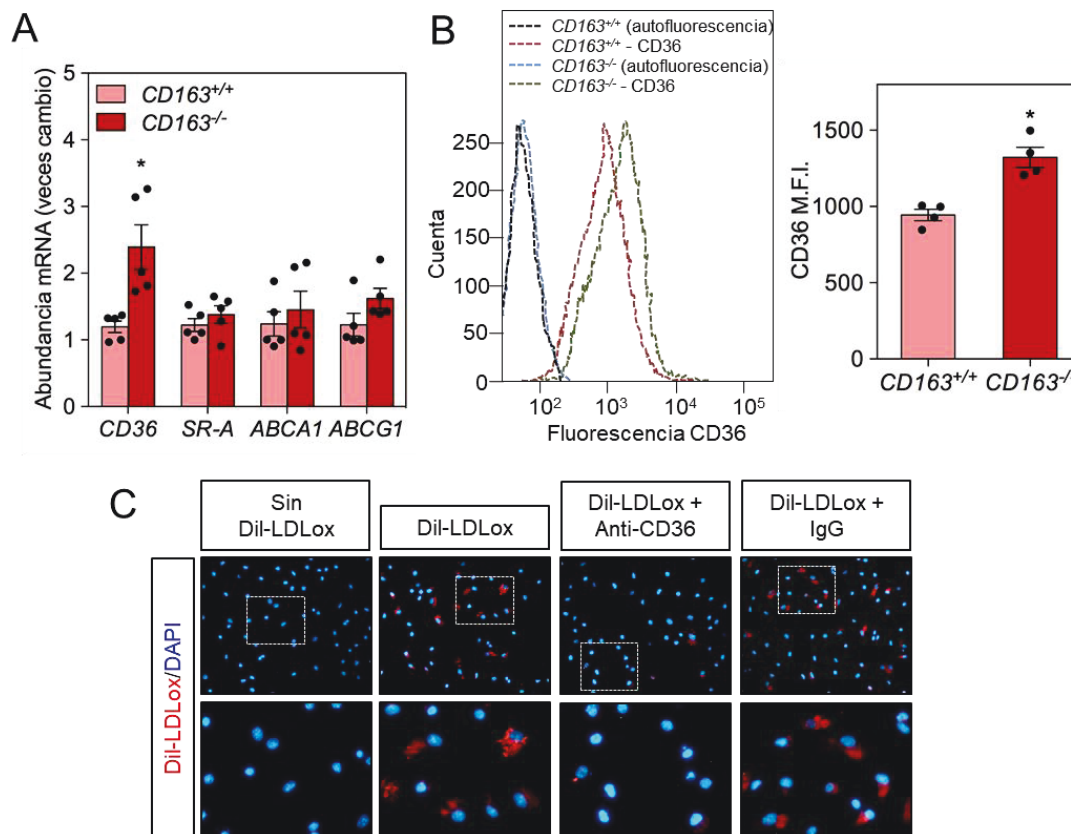 A
Abundancia mRNA (veces cambio)
5
4
3
2
1
0
CD163+/+
CD163-/-
*
CD36
SR-A
ABCA1
ABCG1
B
CD163+/+ (autofluorescencia)
CD163+/+ - CD36
CD163-/- (autofluorescencia)
CD163-/- - CD36
Cuenta
250
200
150
100
50
0
10²
10³
10⁴
10⁵
Fluorescencia CD36
CD36 M.F.I.
1500
1000
500
0
*
CD163+/+
CD163-/-
C
Sin
Dil-LDLox
Dil-LDLox
Dil-LDLox +
Anti-CD36
Dil-LDLox +
IgG
Dil-LDLox/DAPI